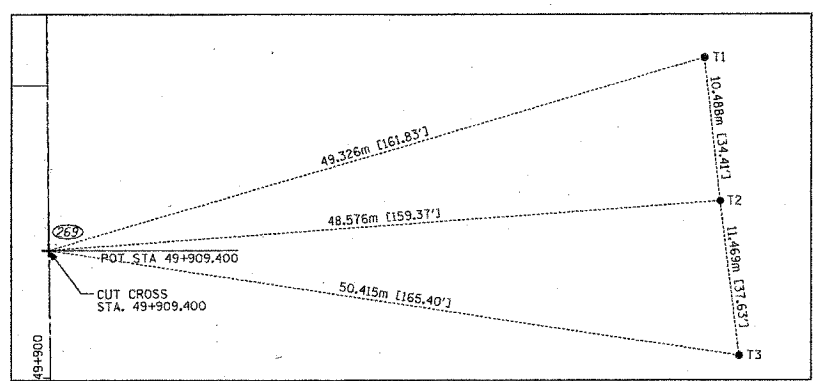 T1
10.488m [34.41']
49.326m [161.83']
T2
48.576m [159.37']
269
POT STA 49+909.400
11.469m [37.63']
CUT CROSS
STA. 49+909.400
50.415m [165.40']
49+900
T3